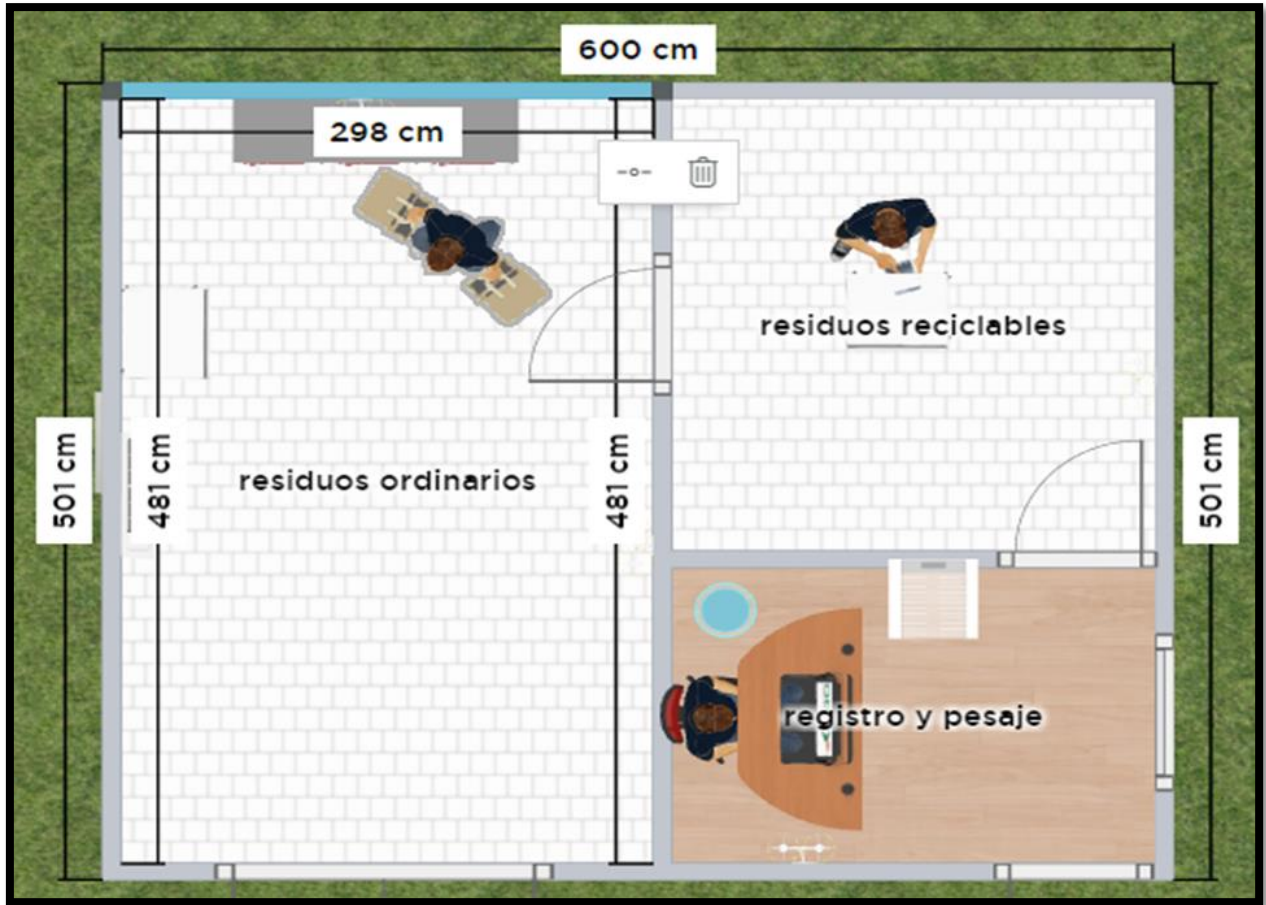 600 cm
298 cm
residuos reciclables
501 cm
481 cm
residuos ordinarios
481 cm
501 cm
registro y pesaje